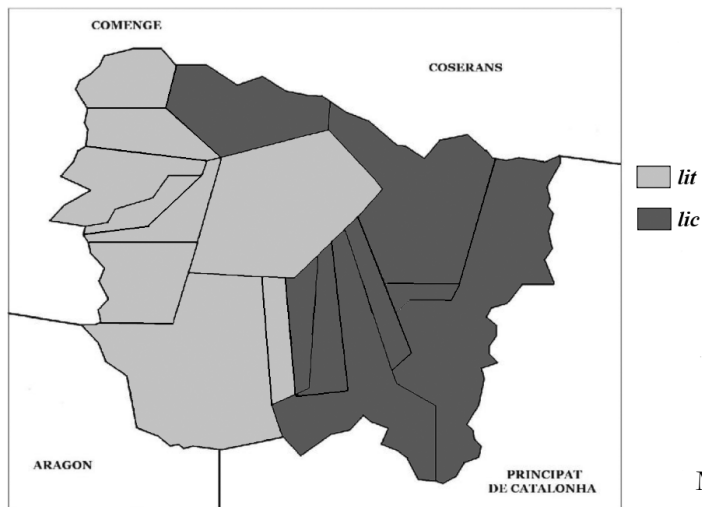 COMENGE
COSERANS
lit
lic
ARAGON
PRINCIPAT
DE CATALONHA